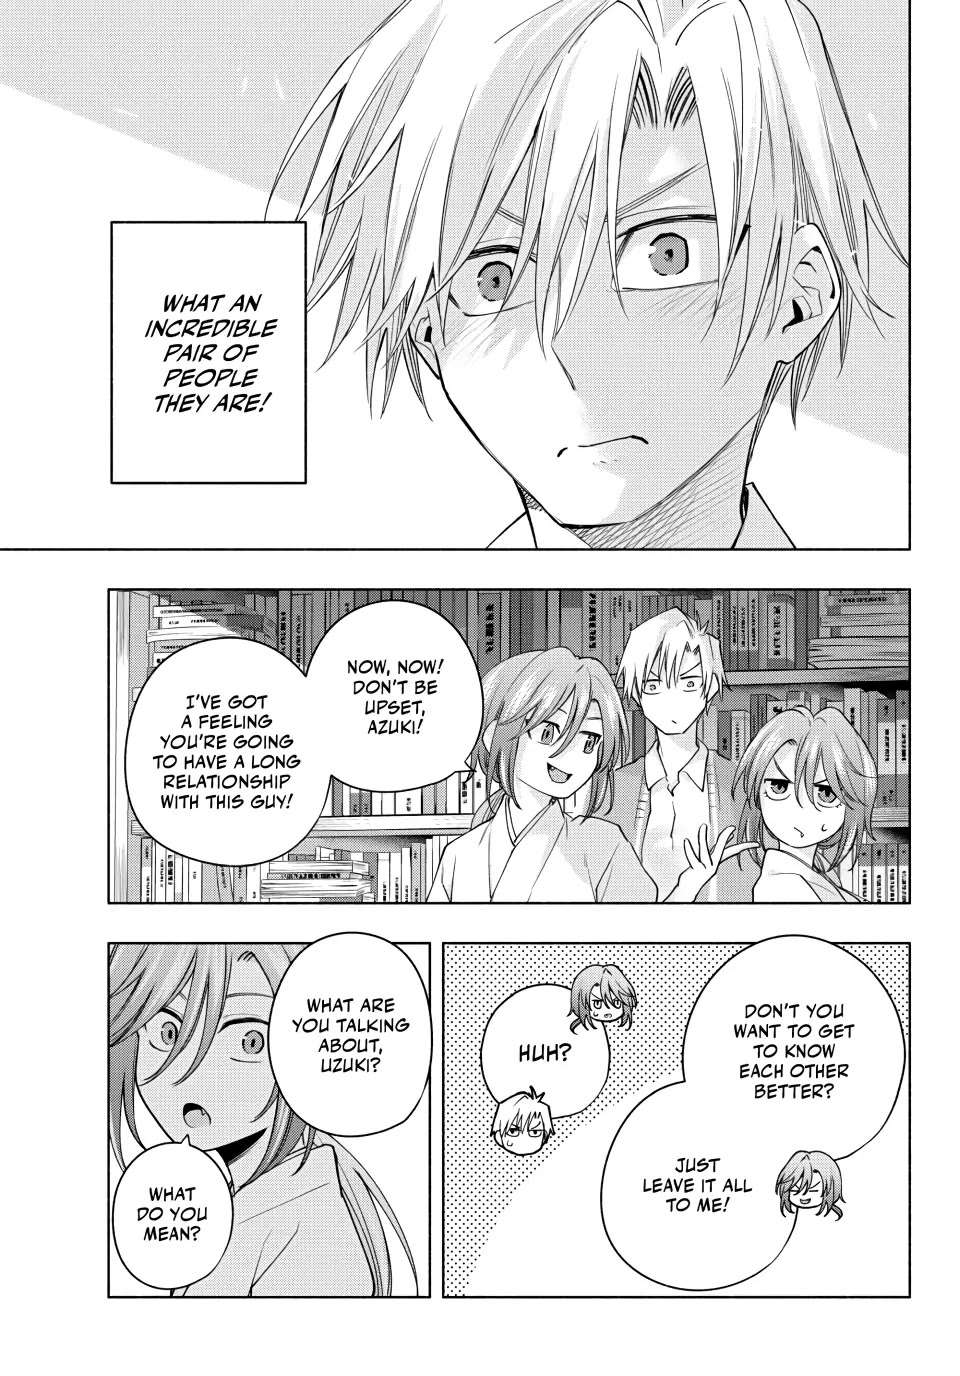 WHAT AN
INCREDIBLE
PAIR OF
PEOPLE
THEY ARE!
NOW, NOW!
DON'T BE
UPSET,
AZUKI!
I'VE GOT
A FEELING
YOU'RE GOING
TO HAVE A LONG
RELATIONSHIP
WITH THIS GUY!
DON'T YOU
WANT TO GET
TO KNOW
EACH OTHER
BETTER?
JUST
LEAVE IT ALL
TO ME!
HUH?
WHAT ARE
YOU TALKING
ABOUT,
UZUKI?
WHAT
DO YOU
MEAN?